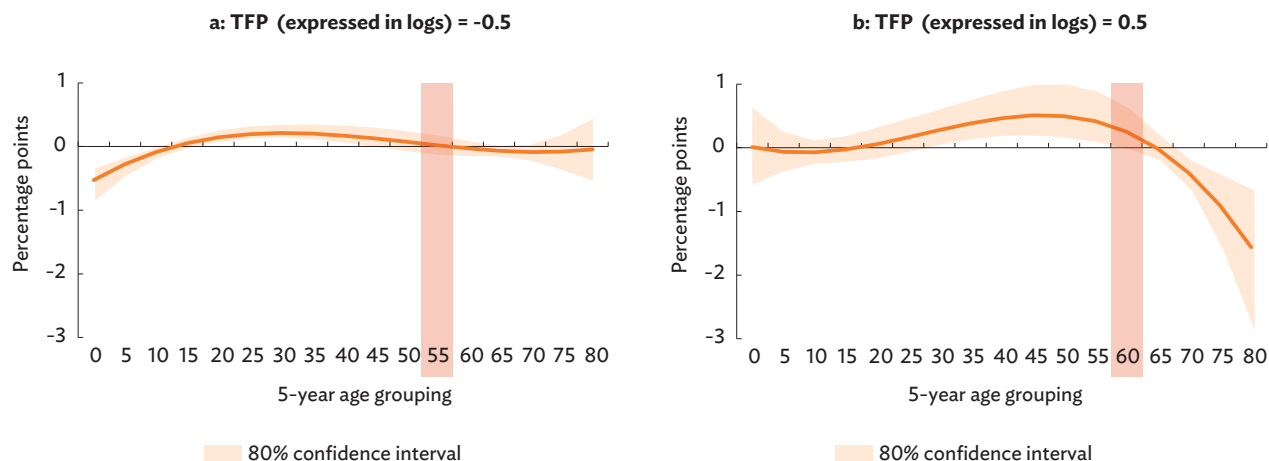 a: TFP (expressed in logs) = -0.5
1
0
-1
-2
-3
Percentage points
0 5 10 15 20 25 30 35 40 45 50 55 60 65 70 75 80
5-year age grouping
80% confidence interval
b: TFP (expressed in logs) = 0.5
1
0
-1
-2
-3
Percentage points
0 5 10 15 20 25 30 35 40 45 50 55 60 65 70 75 80
5-year age grouping
80% confidence interval